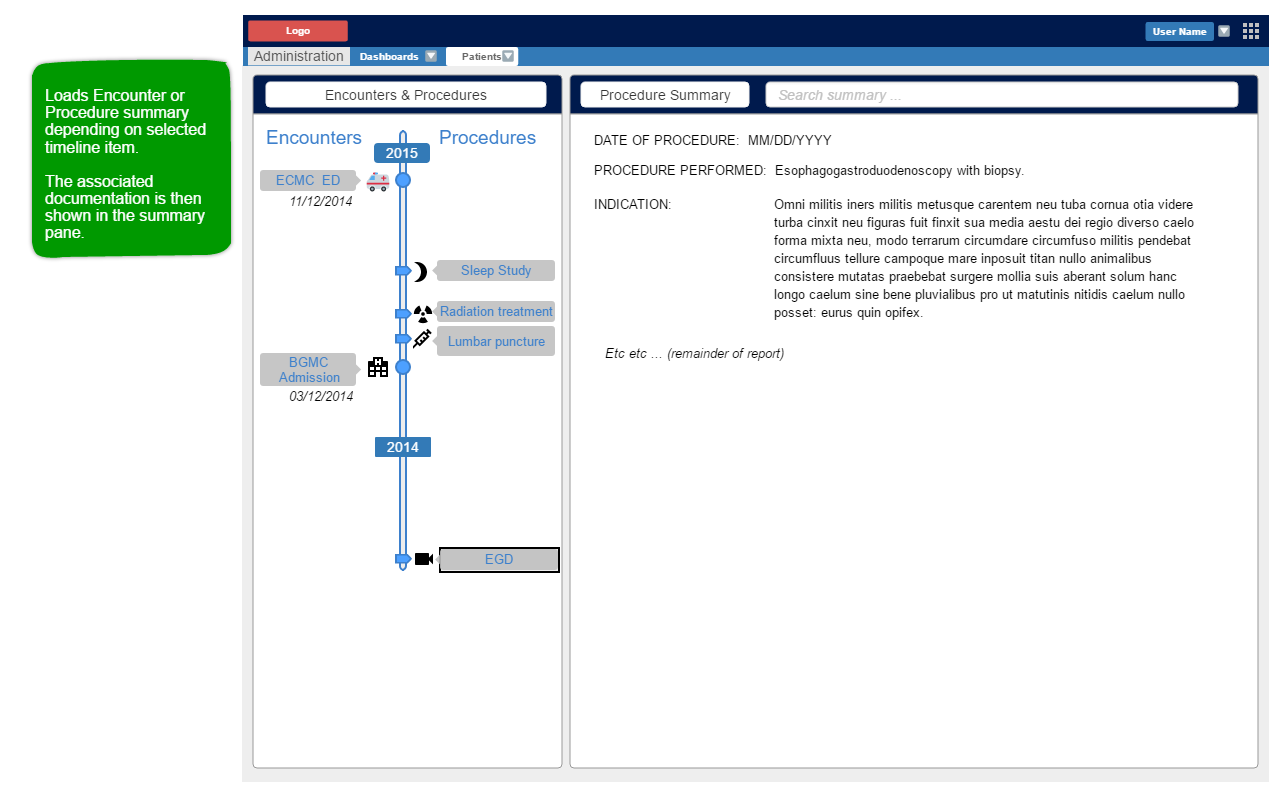 Logo
User Name
Administration
Dashboards
Patients
Loads Encounter or
Procedure summary
depending on selected
timeline item.
The associated
documentation is then
shown in the summary
pane.
Encounters & Procedures
Encounters
Procedures
2015
ECMC ED
11/12/2014
Sleep Study
Radiation treatment
Lumbar puncture
BGMC
Admission
03/12/2014
2014
EGD
Procedure Summary
Search summary ...
DATE OF PROCEDURE: MM/DD/YYYY
PROCEDURE PERFORMED: Esophagogastroduodenoscopy with biopsy.
INDICATION:
Omni militis iners militis metusque carentem neu tuba cornua otia videre
turba cinxit neu figuras fuit finxit sua media aestu dei regio diverso caelo
forma mixta neu, modo terrarum circumdare circumfuso militis pendebat
circumfluus tellure campoque mare inposuit titan nullo animalibus
consistere mutatas praebebat surgere mollia suis aberant solum hanc
longo caelum sine bene pluvialibus pro ut matutinis nitidis caelum nullo
posset: eurus quin opifex.
Etc etc ... (remainder of report)